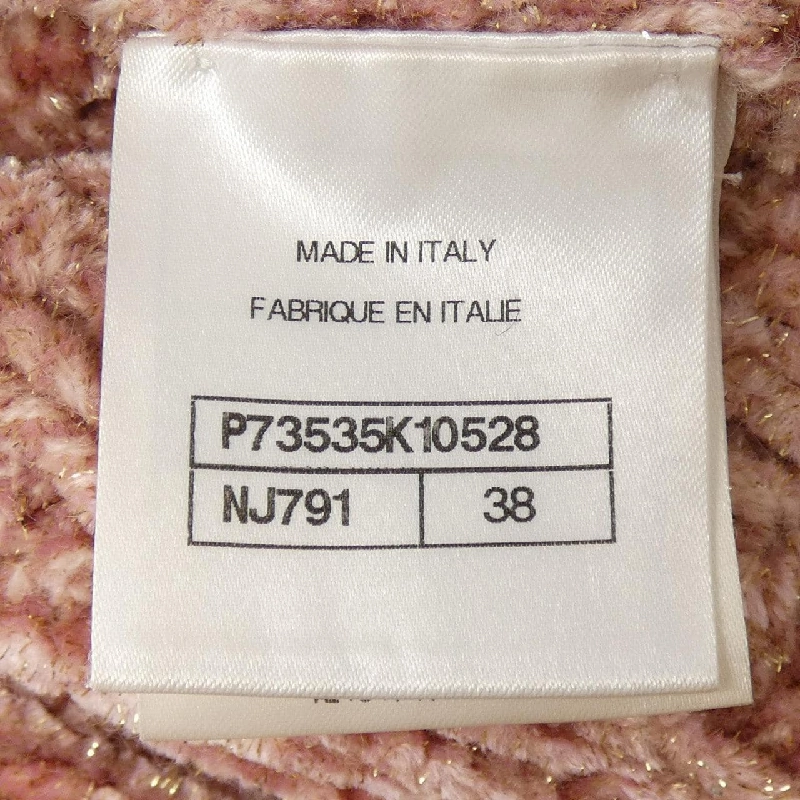 MADE IN ITALY
FABRIQUE EN ITALIE
P73535K10528
NJ791 38